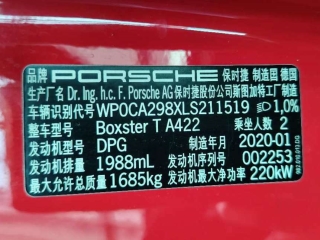 品牌 PORSCHE 保时捷 制造国 德国
生产厂名 Dr. Ing. h.c. F. Porsche AG 保时捷股份公司斯图加特工厂制造
车辆识别代号 WP0CA298XLS211519 1,0%
整车型号 Boxster T A422 乘坐人数 2
发动机型号 DPG 制造年月 2020-01
发动机排量 1988mL 发动机序号 002253
最大允许总质量 1685kg 发动机最大净功率 220kW